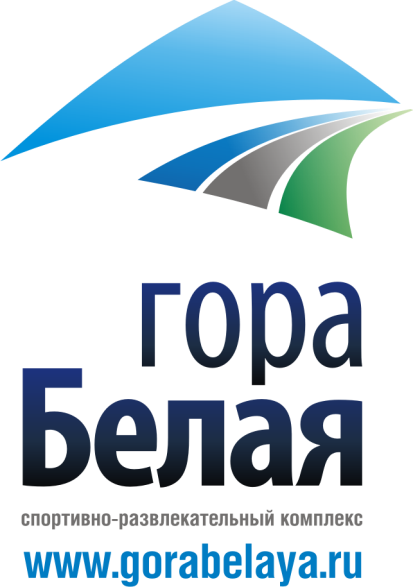 гора
Белая
спортивно-развлекательный комплекс
www.gorabelaya.ru